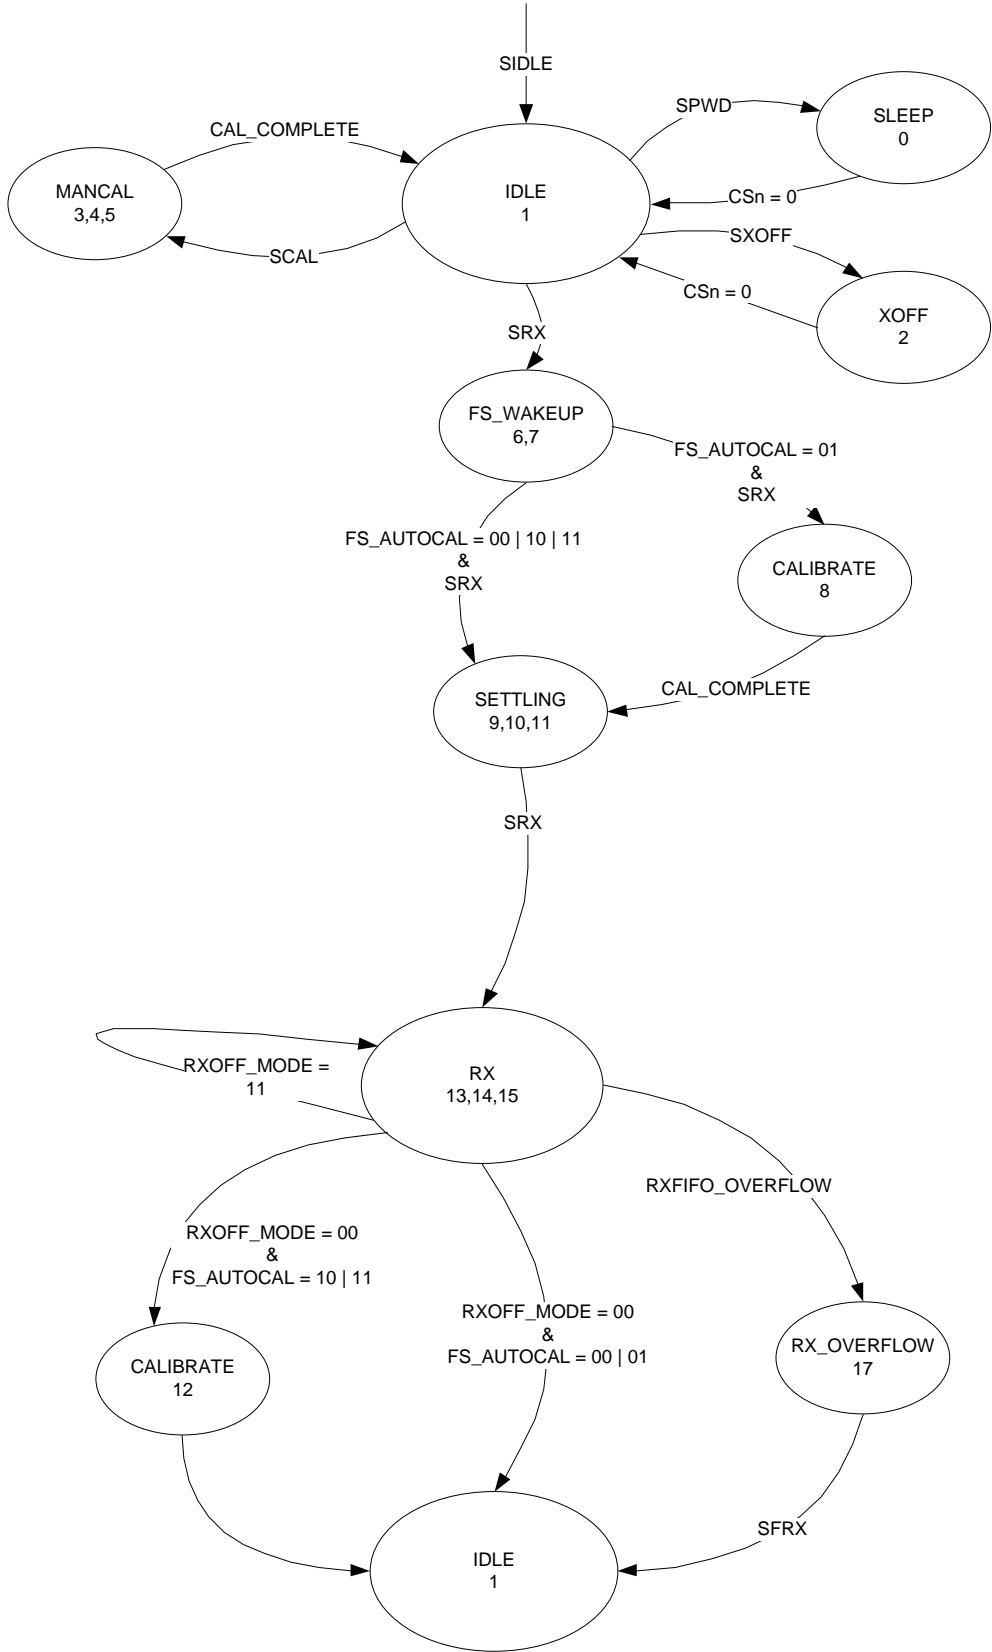 SIDLE
SPWD
SLEEP
0
CAL_COMPLETE
MANCAL
3,4,5
IDLE
1
CSn = 0
SXOFF
SCAL
CSn = 0
XOFF
2
SRX
FS_WAKEUP
6,7
FS_AUTOCAL = 01
&
SRX
FS_AUTOCAL = 00 | 10 | 11
&
SRX
CALIBRATE
8
SETTLING
9,10,11
CAL_COMPLETE
SRX
RXOFF_MODE =
11
RX
13,14,15
RXFIFO_OVERFLOW
RXOFF_MODE = 00
&
FS_AUTOCAL = 10 | 11
RXOFF_MODE = 00
&
FS_AUTOCAL = 00 | 01
RX_OVERFLOW
17
CALIBRATE
12
SFRX
IDLE
1